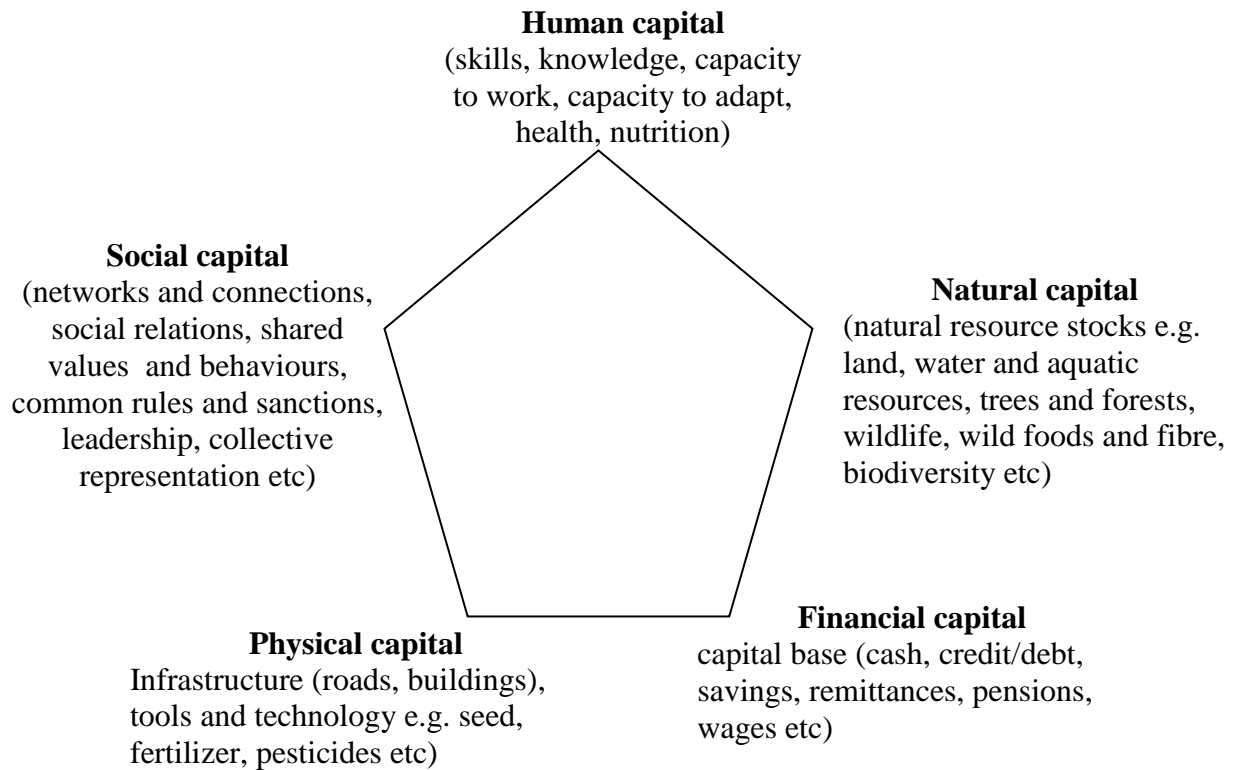 Human capital
(skills, knowledge, capacity
to work, capacity to adapt,
health, nutrition)
Social capital
(networks and connections,
social relations, shared
values  and behaviours,
common rules and sanctions,
leadership, collective
representation etc)
Natural capital
(natural resource stocks e.g.
land, water and aquatic
resources, trees and forests,
wildlife, wild foods and fibre,
biodiversity etc)
Physical capital
Infrastructure (roads, buildings),
tools and technology e.g. seed,
fertilizer, pesticides etc)
Financial capital
capital base (cash, credit/debt,
savings, remittances, pensions,
wages etc)